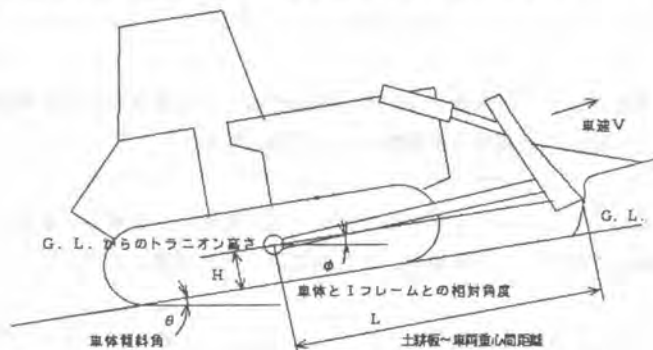 車速V
G. L.
G. L. からのトラニオン高さ
H
φ
車体とIフレームとの相対角度
θ
L
車体傾斜角
土耕板～車両重心間距離